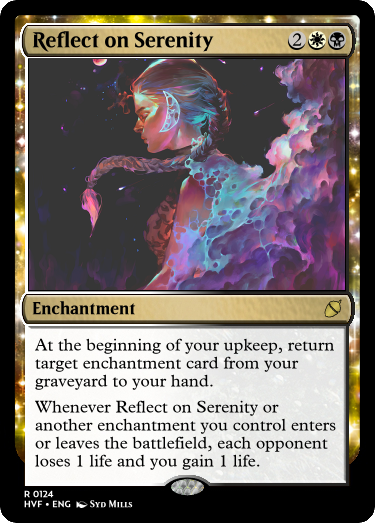 Reflect on Serenity 2
Enchantment
At the beginning of your upkeep, return
target enchantment card from your
graveyard to your hand.
Whenever Reflect on Serenity or
another enchantment you control enters
or leaves the battlefield, each opponent
loses 1 life and you gain 1 life.
R 0124
HVF • ENG Syd Mills